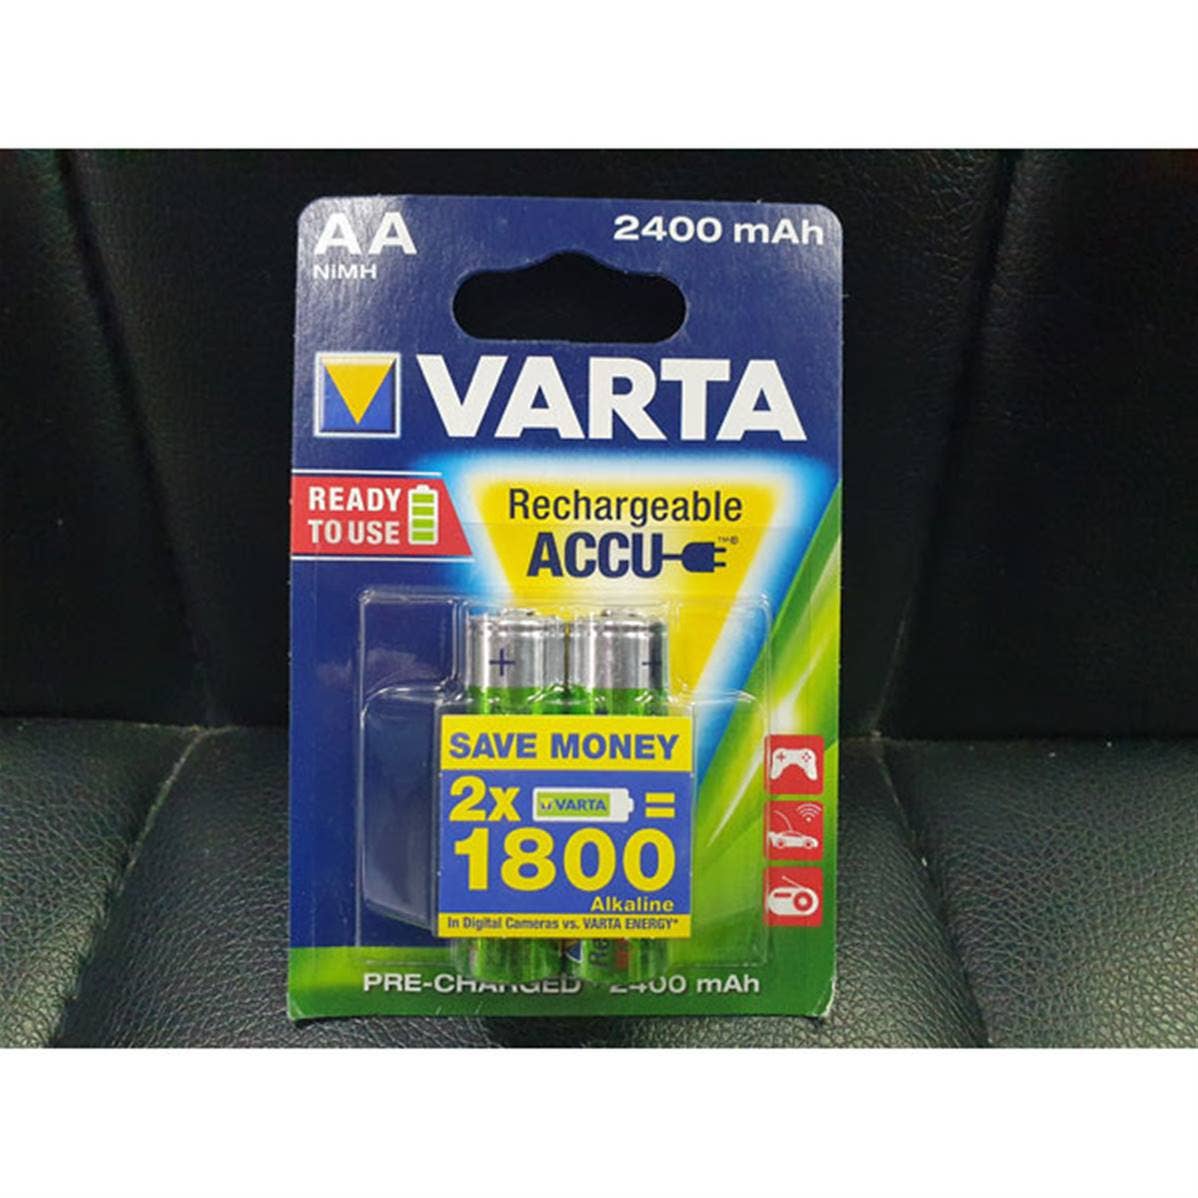 AA
NiMH
2400 mAh
VARTA
READY
TO USE
Rechargeable
ACCU™®
+
+
SAVE MONEY
2x VARTA =
1800
Alkaline
In Digital Cameras vs. VARTA ENERGY*
PRE-CHARGED 2400 mAh